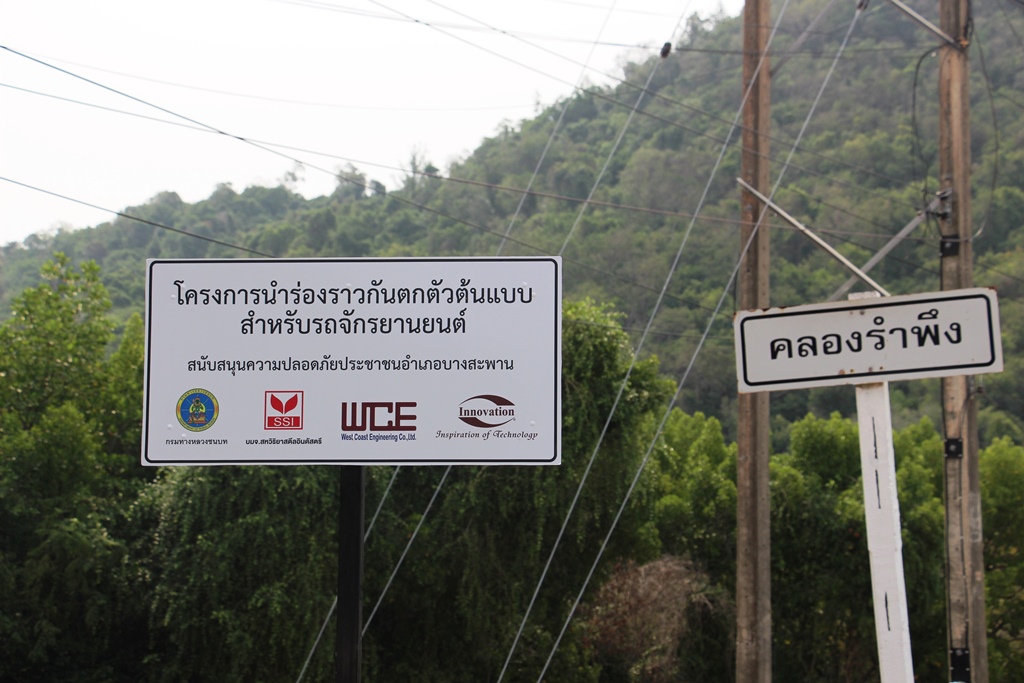 โครงการนำร่องราวกันตกตัวต้นแบบ
สำหรับรถจักรยานยนต์
สนับสนุนความปลอดภัยประชาชนอำเภอบางสะพาน
กรมทางหลวงชนบท
SSI
บมจ.สหวิริยาสตีลอินดัสตรี
WCE
West Coast Engineering Co.,Ltd.
Innovation
Inspiration of Technology
คลองรำพึง